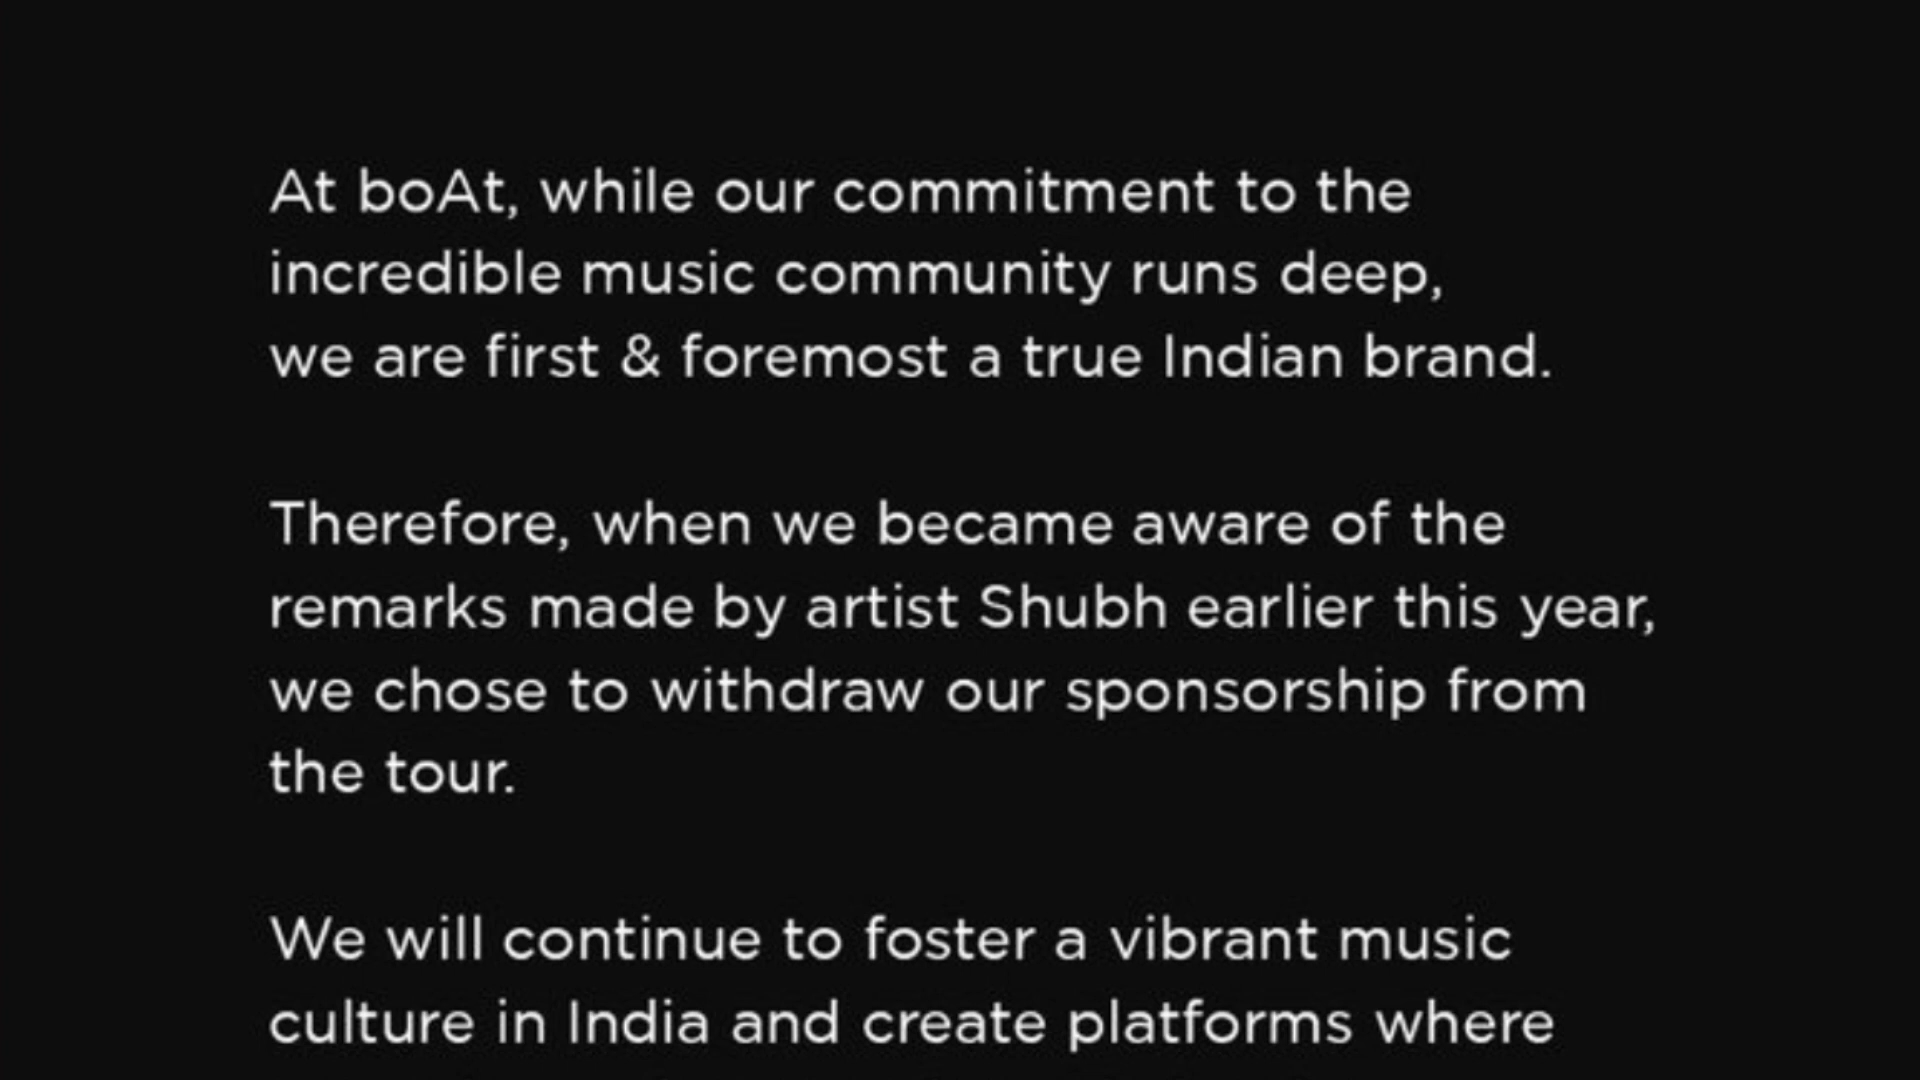 At boAt, while our commitment to the
incredible music community runs deep,
we are first & foremost a true Indian brand.
Therefore, when we became aware of the
remarks made by artist Shubh earlier this year,
we chose to withdraw our sponsorship from
the tour.
We will continue to foster a vibrant music
culture in India and create platforms where